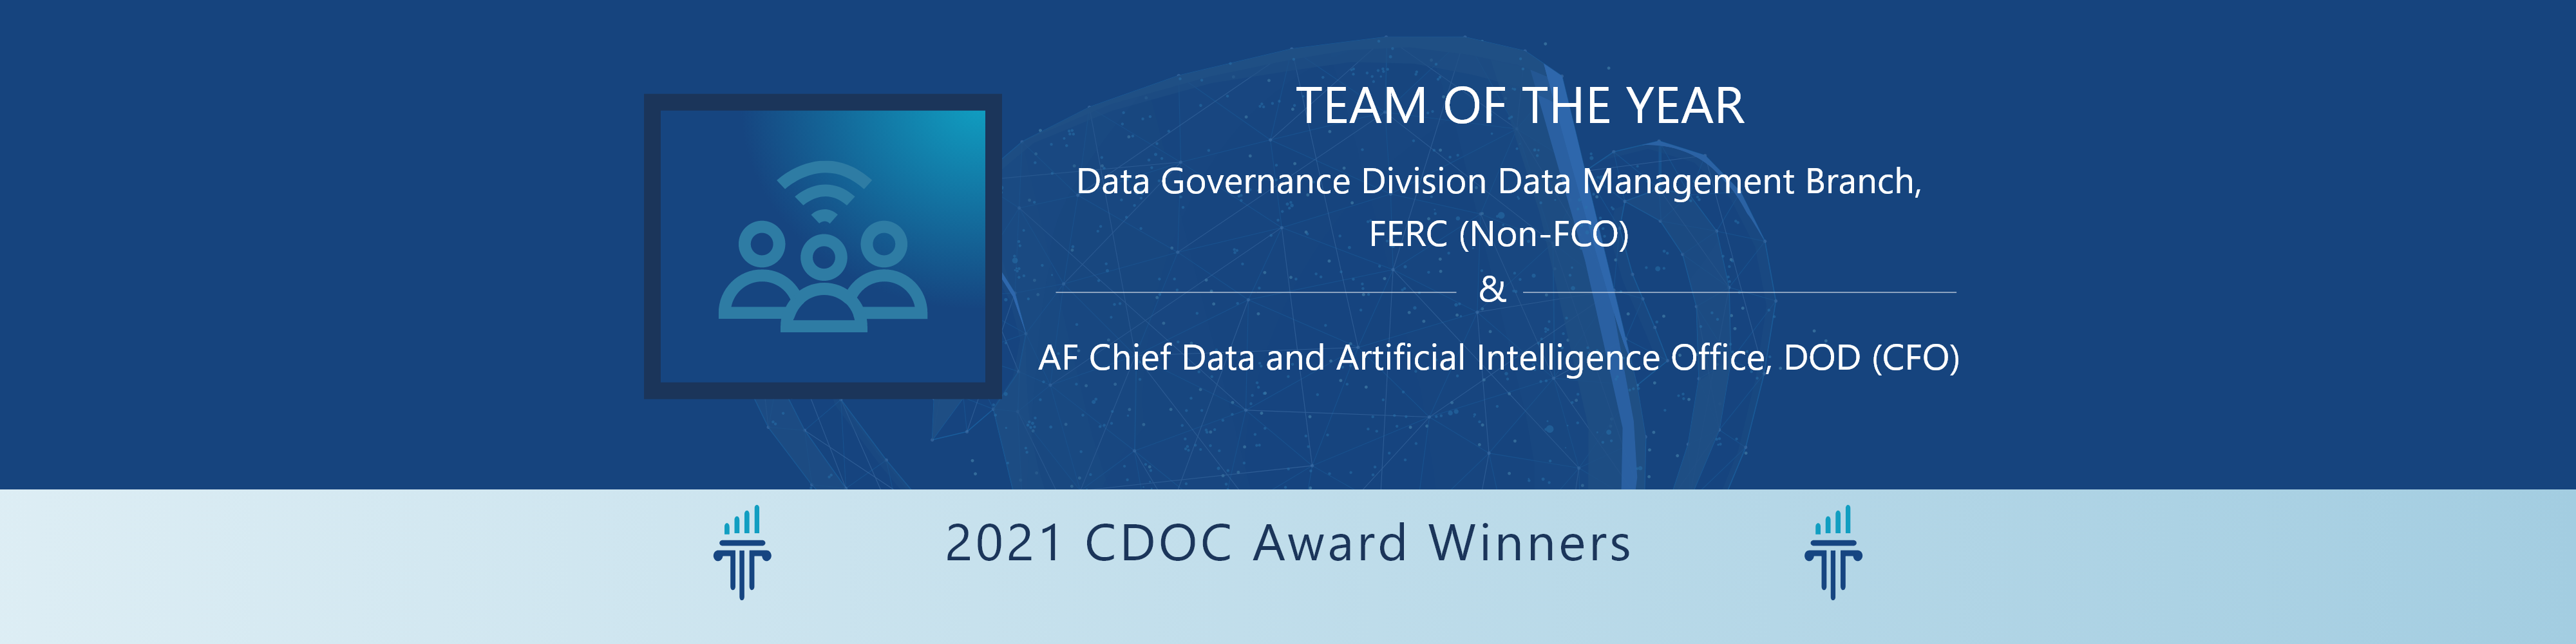 TEAM OF THE YEAR
Data Governance Division Data Management Branch,
FERC (Non-FCO)
&
AF Chief Data and Artificial Intelligence Office, DOD (CFO)
2021 CDOC Award Winners